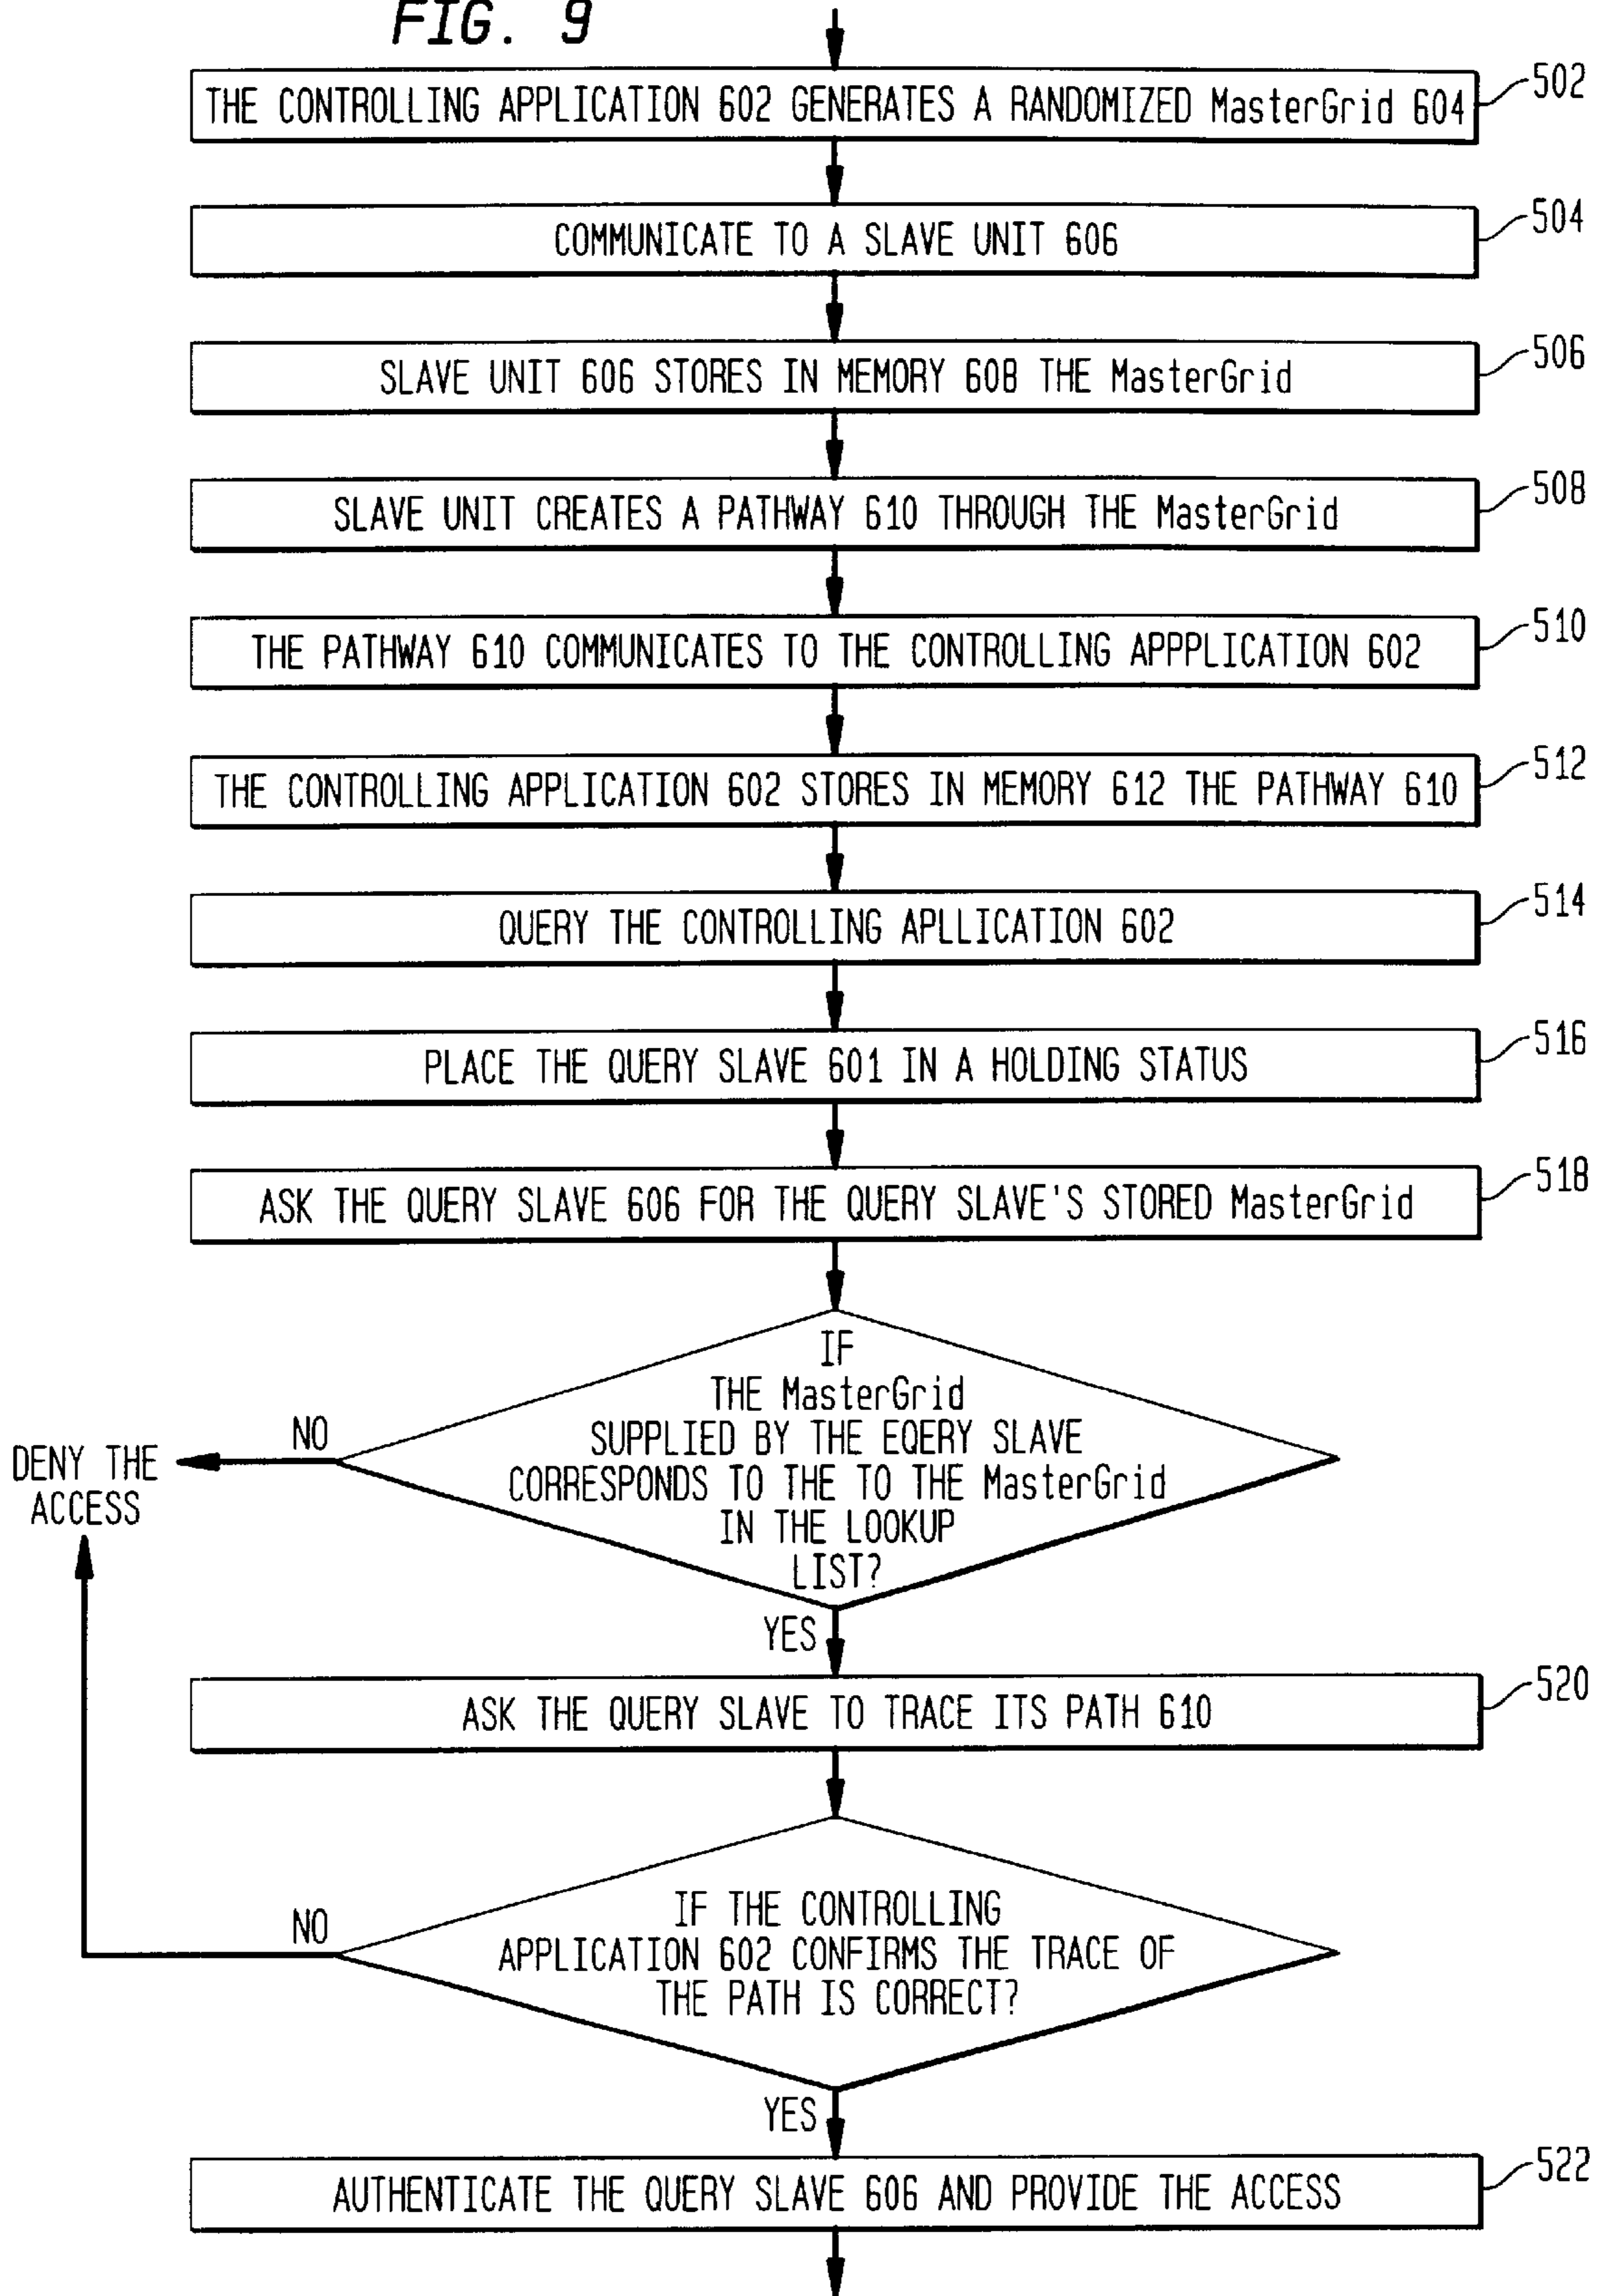 FIG. 9
THE CONTROLLING APPLICATION 602 GENERATES A RANDOMIZED MasterGrid 604
502
COMMUNICATE TO A SLAVE UNIT 606
504
SLAVE UNIT 606 STORES IN MEMORY 608 THE MasterGrid
506
SLAVE UNIT CREATES A PATHWAY 610 THROUGH THE MasterGrid
508
THE PATHWAY 610 COMMUNICATES TO THE CONTROLLING APPPLICATION 602
510
THE CONTROLLING APPLICATION 602 STORES IN MEMORY 612 THE PATHWAY 610
512
QUERY THE CONTROLLING APLLICATION 602
514
PLACE THE QUERY SLAVE 601 IN A HOLDING STATUS
516
ASK THE QUERY SLAVE 606 FOR THE QUERY SLAVE'S STORED MasterGrid
518
IF
THE MasterGrid
SUPPLIED BY THE EQERY SLAVE
CORRESPONDS TO THE TO THE MasterGrid
IN THE LOOKUP
LIST?
NO
DENY THE
ACCESS
YES
ASK THE QUERY SLAVE TO TRACE ITS PATH 610
520
IF THE CONTROLLING
APPLICATION 602 CONFIRMS THE TRACE OF
THE PATH IS CORRECT?
NO
YES
AUTHENTICATE THE QUERY SLAVE 606 AND PROVIDE THE ACCESS
522